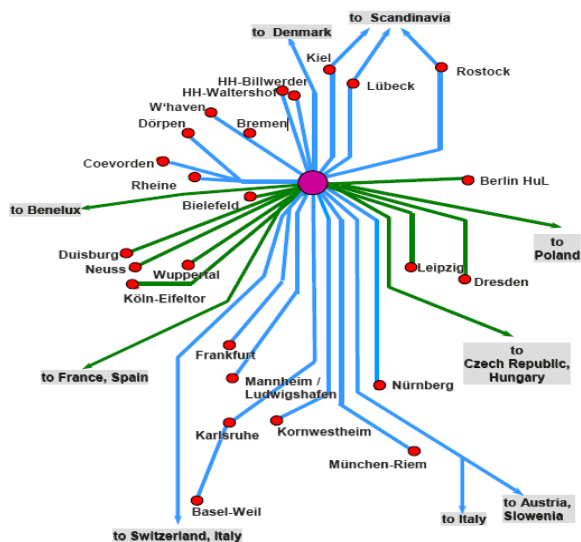 to Scandinavia
to Denmark
Kiel
Rostock
HH-Billwerder
Lübeck
HH-Waltershof
W'haven
Dörpen
Bremen
Coevorden
Rheine
Berlin HuL
Bielefeld
to Benelux
to
Poland
Duisburg
Neuss
Wuppertal
Leipzig
Dresden
Köln-Eifeltor
Frankfurt
to
Czech Republic,
Hungary
to France, Spain
Mannheim /
Ludwigshafen
Nürnberg
Karlsruhe
Kornwestheim
München-Riem
Basel-Weil
to Austria,
Slowenia
to Italy
to Switzerland, Italy